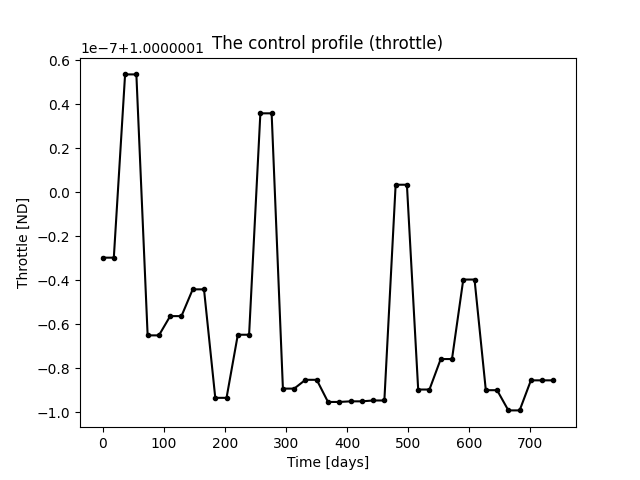 1e−7+1.0000001
The control profile (throttle)
0.6
0.4
0.2
0.0
−0.2
−0.4
−0.6
−0.8
−1.0
Throttle [ND]
0 100 200 300 400 500 600 700
Time [days]